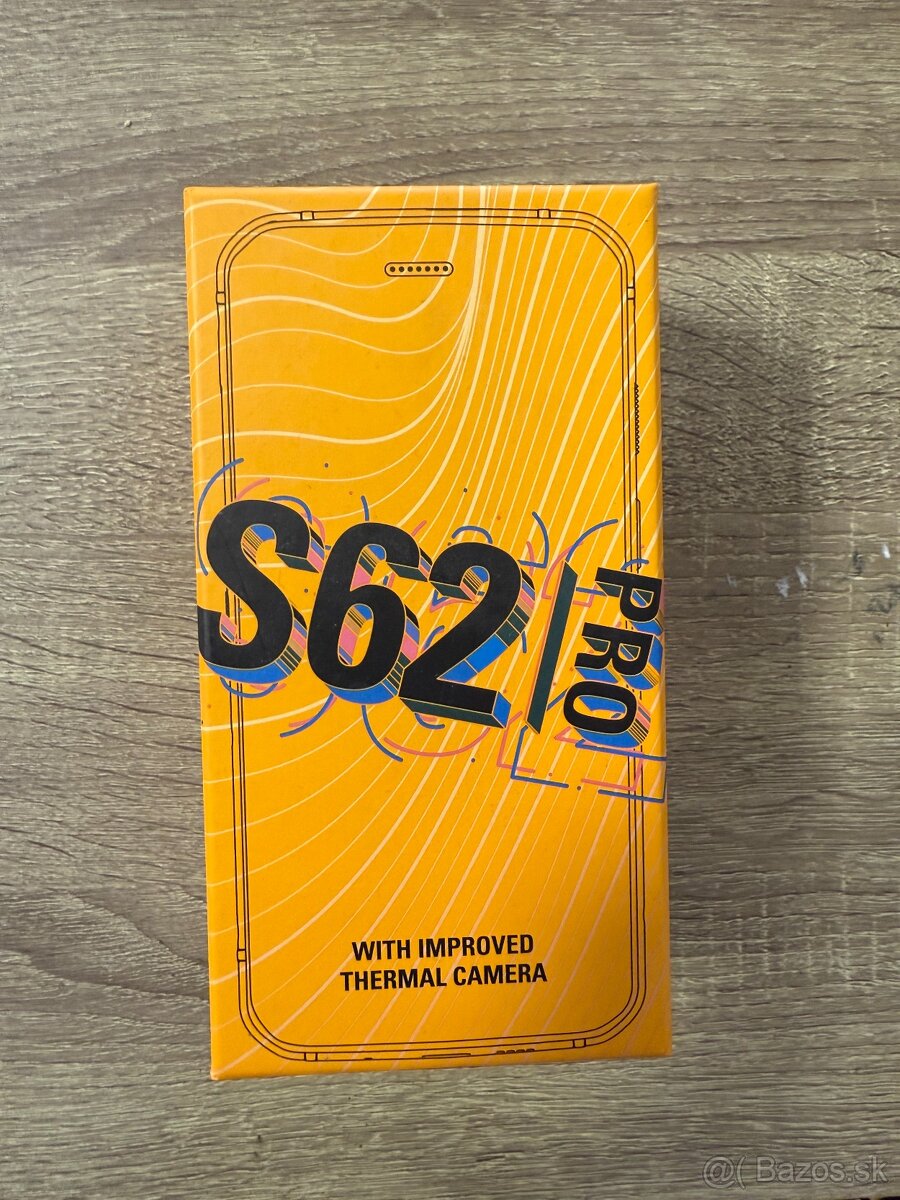 S62
PRO
WITH IMPROVED
THERMAL CAMERA
@( Bazos.sk